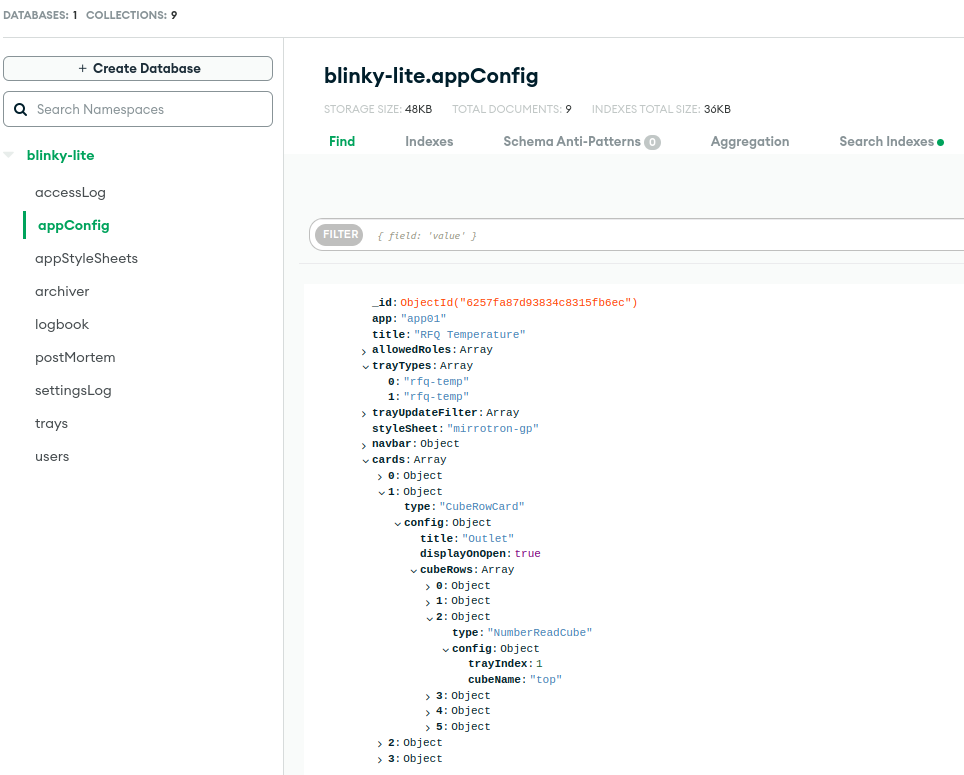 DATABASES: 1 COLLECTIONS: 9
+ Create Database
Search Namespaces
blinky-lite
accessLog
appConfig
appStyleSheets
archiver
logbook
postMortem
settingsLog
trays
users
blinky-lite.appConfig
STORAGE SIZE: 48KB TOTAL DOCUMENTS: 9 INDEXES TOTAL SIZE: 36KB
Find Indexes Schema Anti-Patterns 0 Aggregation Search Indexes
FILTER { field: 'value' }
_id: ObjectId("6257fa87d93834c8315fb6ec")
app: "app01"
title: "RFQ Temperature"
allowedRoles: Array
trayTypes: Array
0: "rfq-temp"
1: "rfq-temp"
trayUpdateFilter: Array
styleSheet: "mirrotron-gp"
navbar: Object
cards: Array
0: Object
1: Object
type: "CubeRowCard"
config: Object
title: "Outlet"
displayOnOpen: true
cubeRows: Array
0: Object
1: Object
2: Object
type: "NumberReadCube"
config: Object
trayIndex: 1
cubeName: "top"
3: Object
4: Object
5: Object
2: Object
3: Object